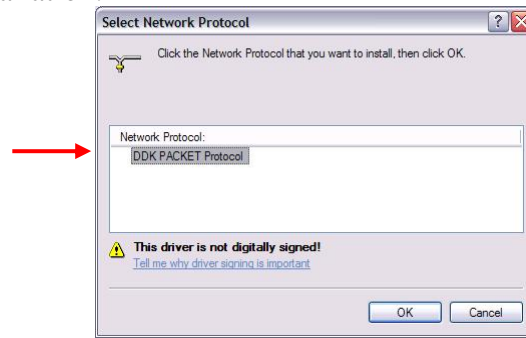 Select Network Protocol
Click the Network Protocol that you want to install, then click OK.
Network Protocol:
DDK PACKET Protocol
This driver is not digitally signed!
Tell me why driver signing is important
OK Cancel